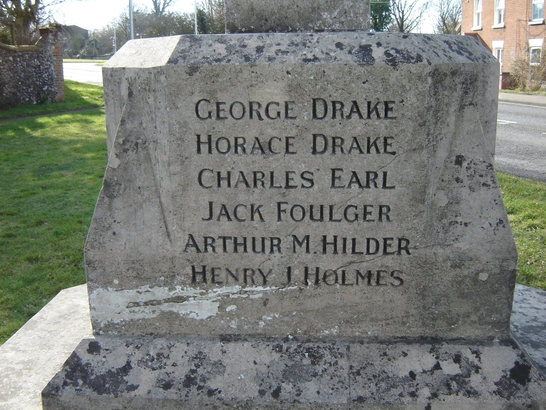 GEORGE DRAKE
HORACE DRAKE
CHARLES EARL
JACK FOULGER
ARTHUR M. HILDER
HENRY J. HOLMES